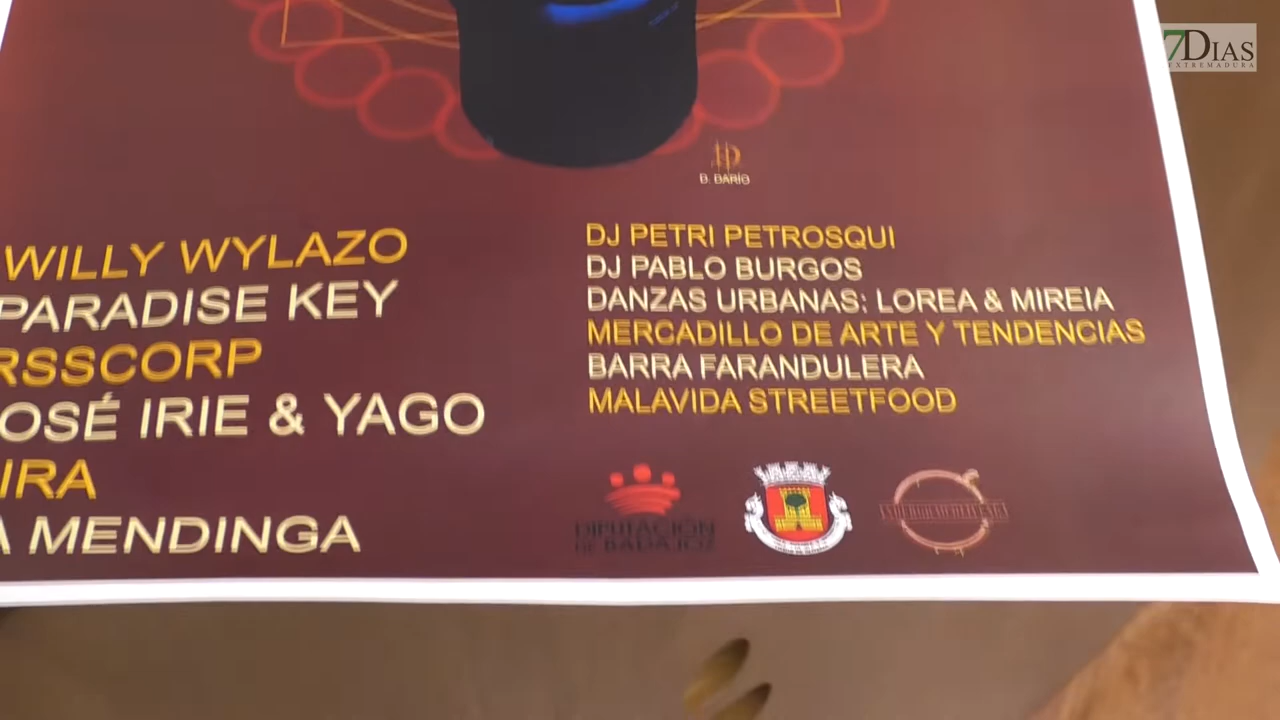 7DIAS
EXTREMADURA
D. DARÍO
WILLY WYLAZO
PARADISE KEY
RSSCORP
OSÉ IRIE & YAGO
IRA
A MENDINGA
DJ PETRI PETROSQUI
DJ PABLO BURGOS
DANZAS URBANAS: LOREA & MIREIA
MERCADILLO DE ARTE Y TENDENCIAS
BARRA FARANDULERA
MALAVIDA STREETFOOD
DIPUTACIÓN
DE BADAJOZ